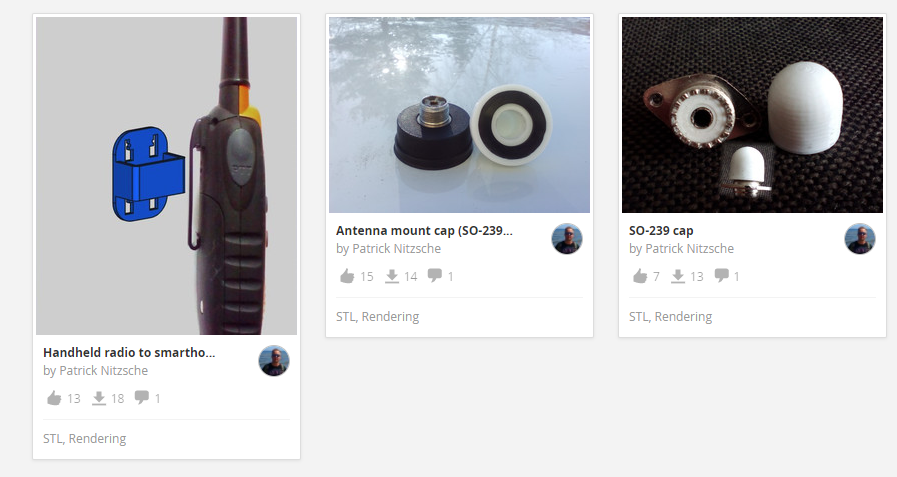 Handheld radio to smartho...
by Patrick Nitzsche
13 18 1
STL, Rendering
Antenna mount cap (SO-239...
by Patrick Nitzsche
15 14 1
STL, Rendering
SO-239 cap
by Patrick Nitzsche
7 13 1
STL, Rendering